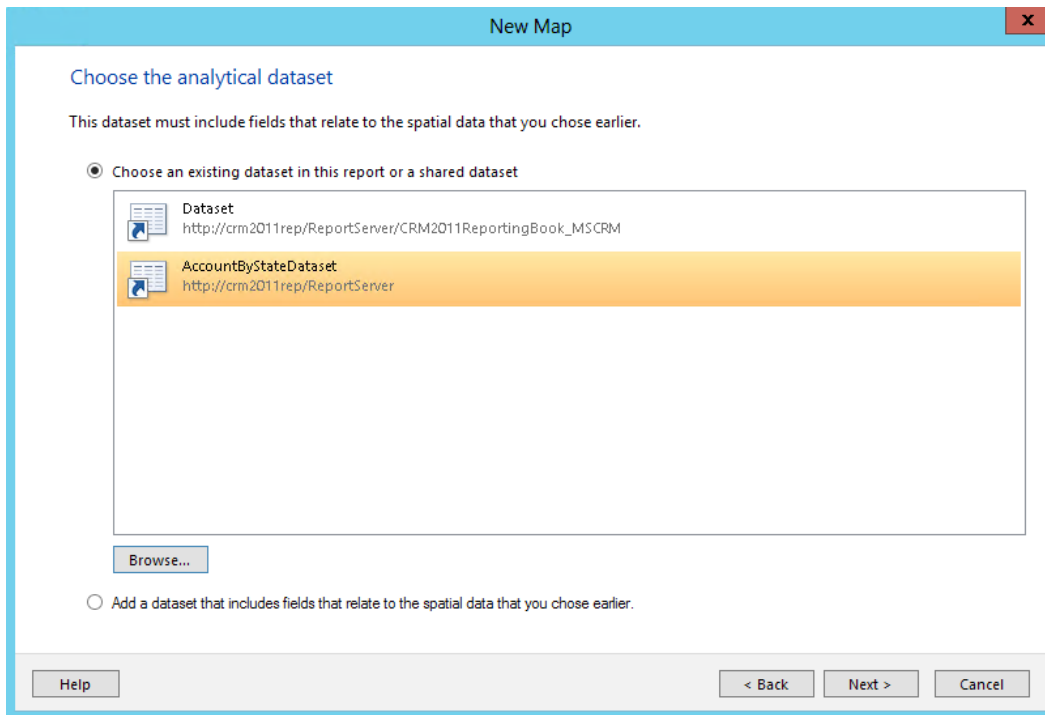 New Map
x
Choose the analytical dataset
This dataset must include fields that relate to the spatial data that you chose earlier.
Choose an existing dataset in this report or a shared dataset
Dataset
http://crm2011rep/ReportServer/CRM2011ReportingBook_MSCRM
AccountByStateDataset
http://crm2011rep/ReportServer
Browse...
Add a dataset that includes fields that relate to the spatial data that you chose earlier.
Help
< Back
Next >
Cancel